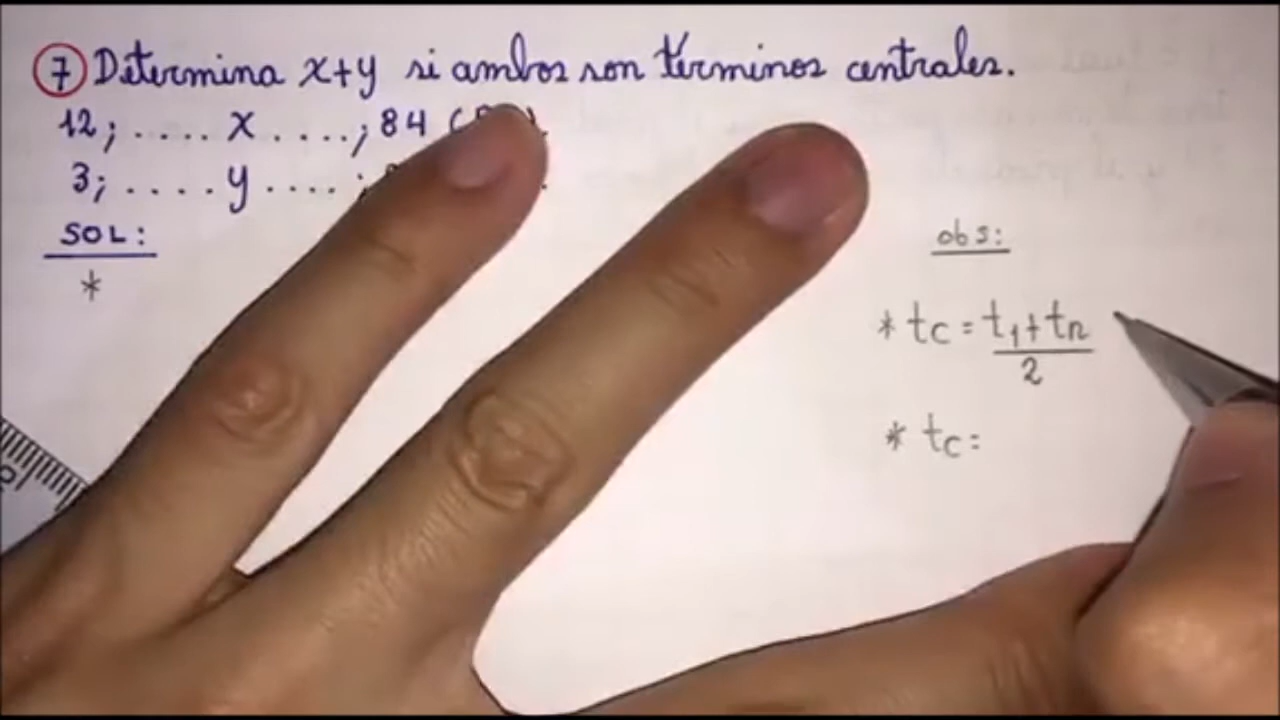 7 Determina x+y si ambos son términos centrales.
12; .... x ....; 84 (
3; .... y .... ;
SOL:
*
obs:
* tc = t1+tn
2
* tc =